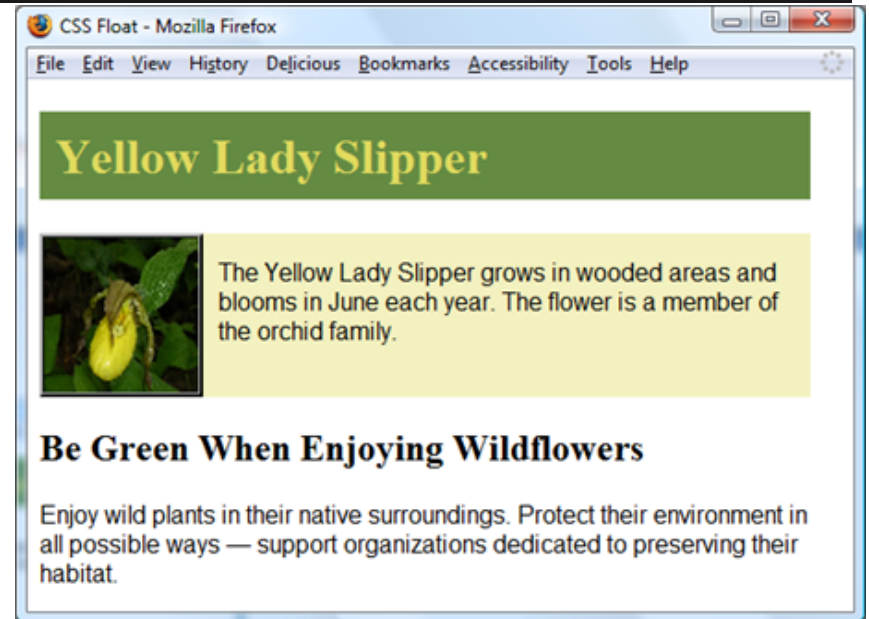 CSS Float - Mozilla Firefox
File Edit View History Delicious Bookmarks Accessibility Tools Help
Yellow Lady Slipper
The Yellow Lady Slipper grows in wooded areas and
blooms in June each year. The flower is a member of
the orchid family.
Be Green When Enjoying Wildflowers
Enjoy wild plants in their native surroundings. Protect their environment in
all possible ways — support organizations dedicated to preserving their
habitat.